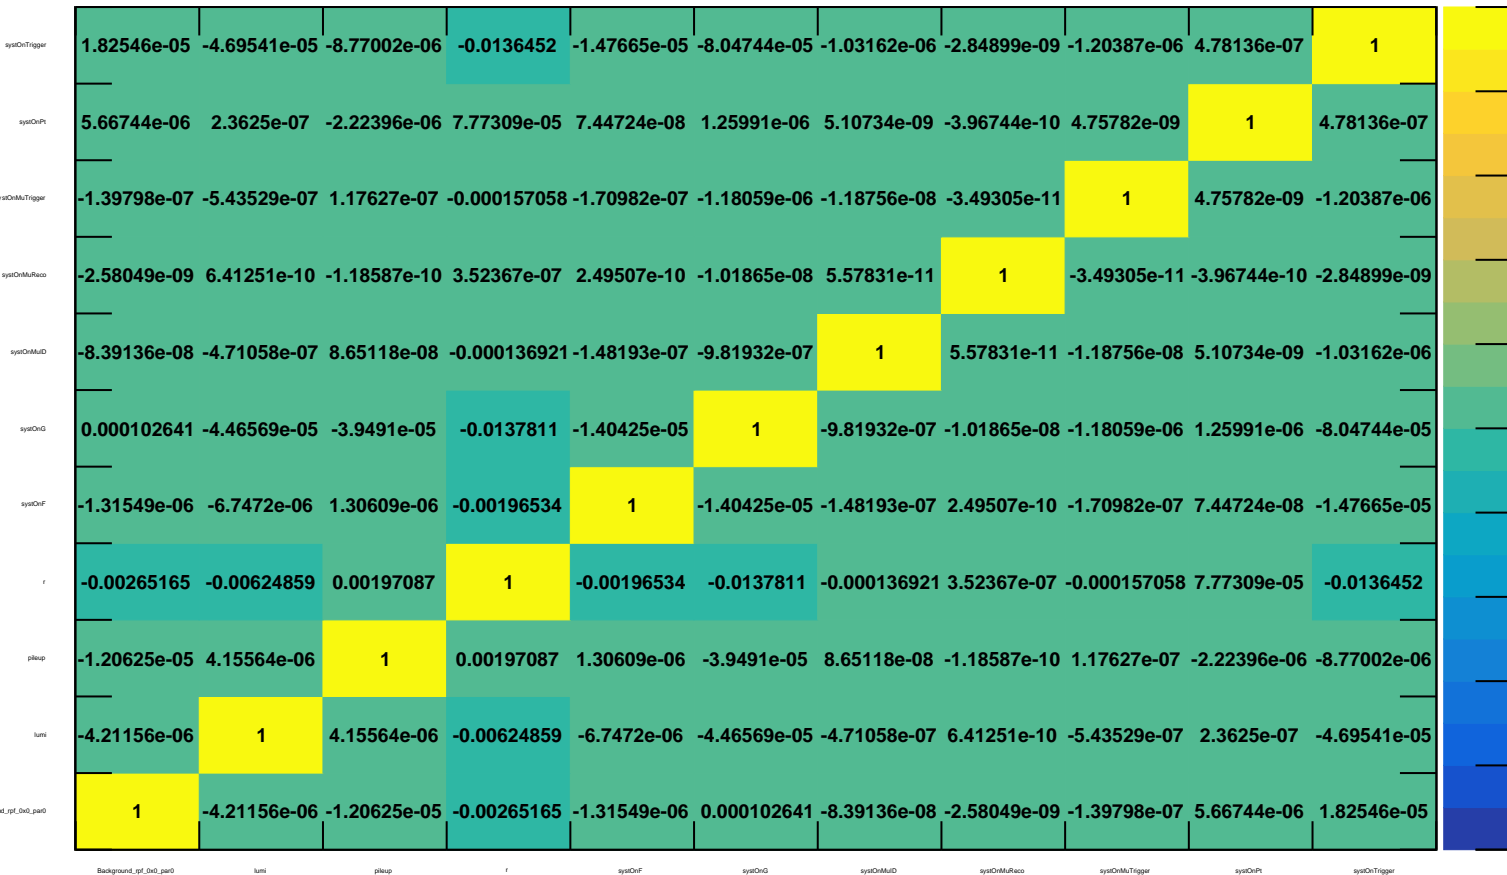 systOnTrigger 1.82546e-05 -4.69541e-05 -8.77002e-06 -0.0136452 -1.47665e-05 -8.04744e-05 -1.03162e-06 -2.84899e-09 -1.20387e-06 4.78136e-07 1
systOnPt 5.66744e-06 2.3625e-07 -2.22396e-06 7.77309e-05 7.44724e-08 1.25991e-06 5.10734e-09 -3.96744e-10 4.75782e-09 1 4.78136e-07
stOnMuTrigger -1.39798e-07 -5.43529e-07 1.17627e-07 -0.000157058 -1.70982e-07 -1.18059e-06 -1.18756e-08 -3.49305e-11 1 4.75782e-09 -1.20387e-06
systOnMuReco -2.58049e-09 6.41251e-10 -1.18587e-10 3.52367e-07 2.49507e-10 -1.01865e-08 5.57831e-11 1 -3.49305e-11 -3.96744e-10 -2.84899e-09
systOnMuID -8.39136e-08 -4.71058e-07 8.65118e-08 -0.000136921 -1.48193e-07 -9.81932e-07 1 5.57831e-11 -1.18756e-08 5.10734e-09 -1.03162e-06
systOnG 0.000102641 -4.46569e-05 -3.9491e-05 -0.0137811 -1.40425e-05 1 -9.81932e-07 -1.01865e-08 -1.18059e-06 1.25991e-06 -8.04744e-05
systOnF -1.31549e-06 -6.7472e-06 1.30609e-06 -0.00196534 1 -1.40425e-05 -1.48193e-07 2.49507e-10 -1.70982e-07 7.44724e-08 -1.47665e-05
r -0.00265165 -0.00624859 0.00197087 1 -0.00196534 -0.0137811 -0.000136921 3.52367e-07 -0.000157058 7.77309e-05 -0.0136452
pileup -1.20625e-05 4.15564e-06 1 0.00197087 1.30609e-06 -3.9491e-05 8.65118e-08 -1.18587e-10 1.17627e-07 -2.22396e-06 -8.77002e-06
lumi -4.21156e-06 1 4.15564e-06 -0.00624859 -6.7472e-06 -4.46569e-05 -4.71058e-07 6.41251e-10 -5.43529e-07 2.3625e-07 -4.69541e-05
d_rpf_0x0_par0 1 -4.21156e-06 -1.20625e-05 -0.00265165 -1.31549e-06 0.000102641 -8.39136e-08 -2.58049e-09 -1.39798e-07 5.66744e-06 1.82546e-05
Background_rpf_0x0_par0 lumi pileup r systOnF systOnG systOnMuID systOnMuReco systOnMuTrigger systOnPt systOnTrigger